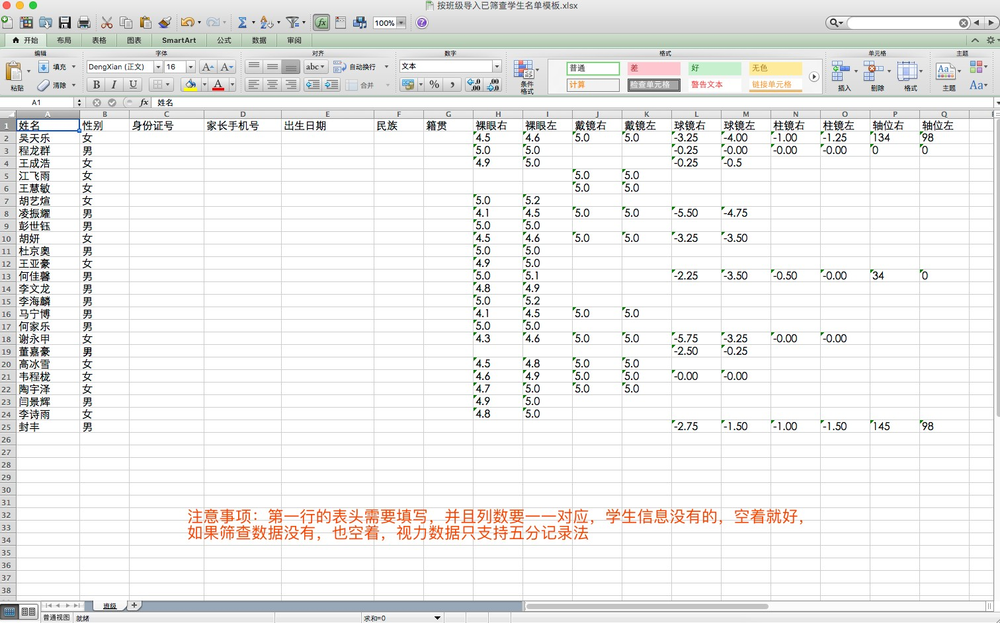 按班级导入已筛查学生名单模板.xlsx
100%
开始 布局 表格 图表 SmartArt 公式 数据 审阅
编辑 字体 对齐 数字 格式 单元格 主题
粘贴 填充 清除 DengXian (正文) 16 A A B I U A abc 自动换行 合并 文本 % , 条件格式 普通 差 好 无色 计算 检查单元格 警告文本 链接单元格 插入 删除 格式 主题 Aa
A1 fx 姓名
A B C D E F G H I J K L M N O P Q
1 姓名 性别 身份证号 家长手机号 出生日期 民族 籍贯 裸眼右 裸眼左 戴镜右 戴镜左 球镜右 球镜左 柱镜右 柱镜左 轴位右 轴位左
2 吴天乐 女 4.5 4.6 5.0 5.0 -3.25 -4.00 -1.00 -1.25 134 98
3 程龙群 男 5.0 5.0 -0.25 -0.00 -0.00 -0.00 0 0
4 王成浩 女 4.9 5.0 -0.25 -0.5
5 江飞雨 女 5.0 5.0
6 王慧敏 女 5.0 5.0
7 胡艺煊 女 5.0 5.2
8 凌振耀 男 4.1 4.5 5.0 5.0 -5.50 -4.75
9 彭世钰 男 5.0 5.0
10 胡妍 女 4.5 4.6 5.0 5.0 -3.25 -3.50
11 杜京奥 男 5.0 5.0
12 王亚豪 女 4.9 5.0
13 何佳馨 男 5.0 5.1 -2.25 -3.50 -0.50 -0.00 34 0
14 李文龙 男 4.8 4.9
15 李海麟 男 5.0 5.2
16 马宁博 男 4.1 4.5 5.0 5.0
17 何家乐 男 5.0 5.0
18 谢永甲 女 4.3 4.6 5.0 5.0 -5.75 -3.25 -0.00 -0.00
19 董嘉豪 男 -2.50 -0.25
20 高冰雪 女 4.5 4.8 5.0 5.0
21 韦程栊 女 4.6 4.9 5.0 5.0 -0.00 -0.00
22 陶宇泽 女 4.7 5.0 5.0 5.0
23 闫景辉 男 4.9 5.0
24 李诗雨 女 4.8 5.0
25 封丰 男 -2.75 -1.50 -1.00 -1.50 145 98
26
27
28
29
30
31
32
33
34
35
36
37
38
注意事项：第一行的表头需要填写，并且列数要一一对应，学生信息没有的，空着就好，
如果筛查数据没有，也空着，视力数据只支持五分记录法
班级
普通视图 就绪 求和=0